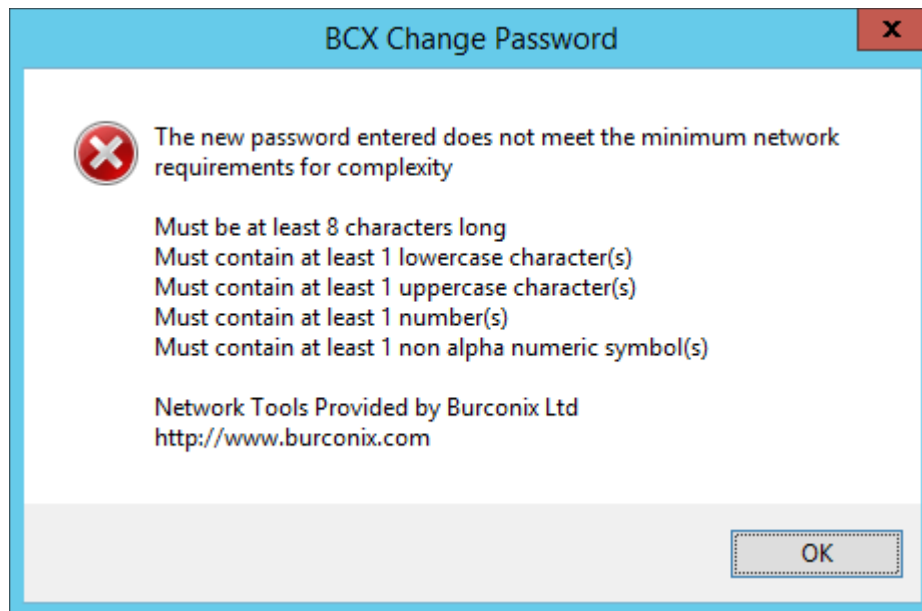 BCX Change Password
x
The new password entered does not meet the minimum network
requirements for complexity
Must be at least 8 characters long
Must contain at least 1 lowercase character(s)
Must contain at least 1 uppercase character(s)
Must contain at least 1 number(s)
Must contain at least 1 non alpha numeric symbol(s)
Network Tools Provided by Burconix Ltd
http://www.burconix.com
OK